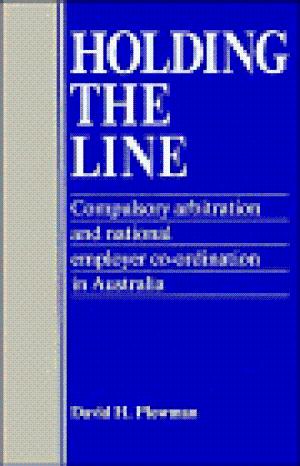 HOLDING
THE
LINE
Compulsory arbitration
and national
employer co-ordination
in Australia
David H. Plowman